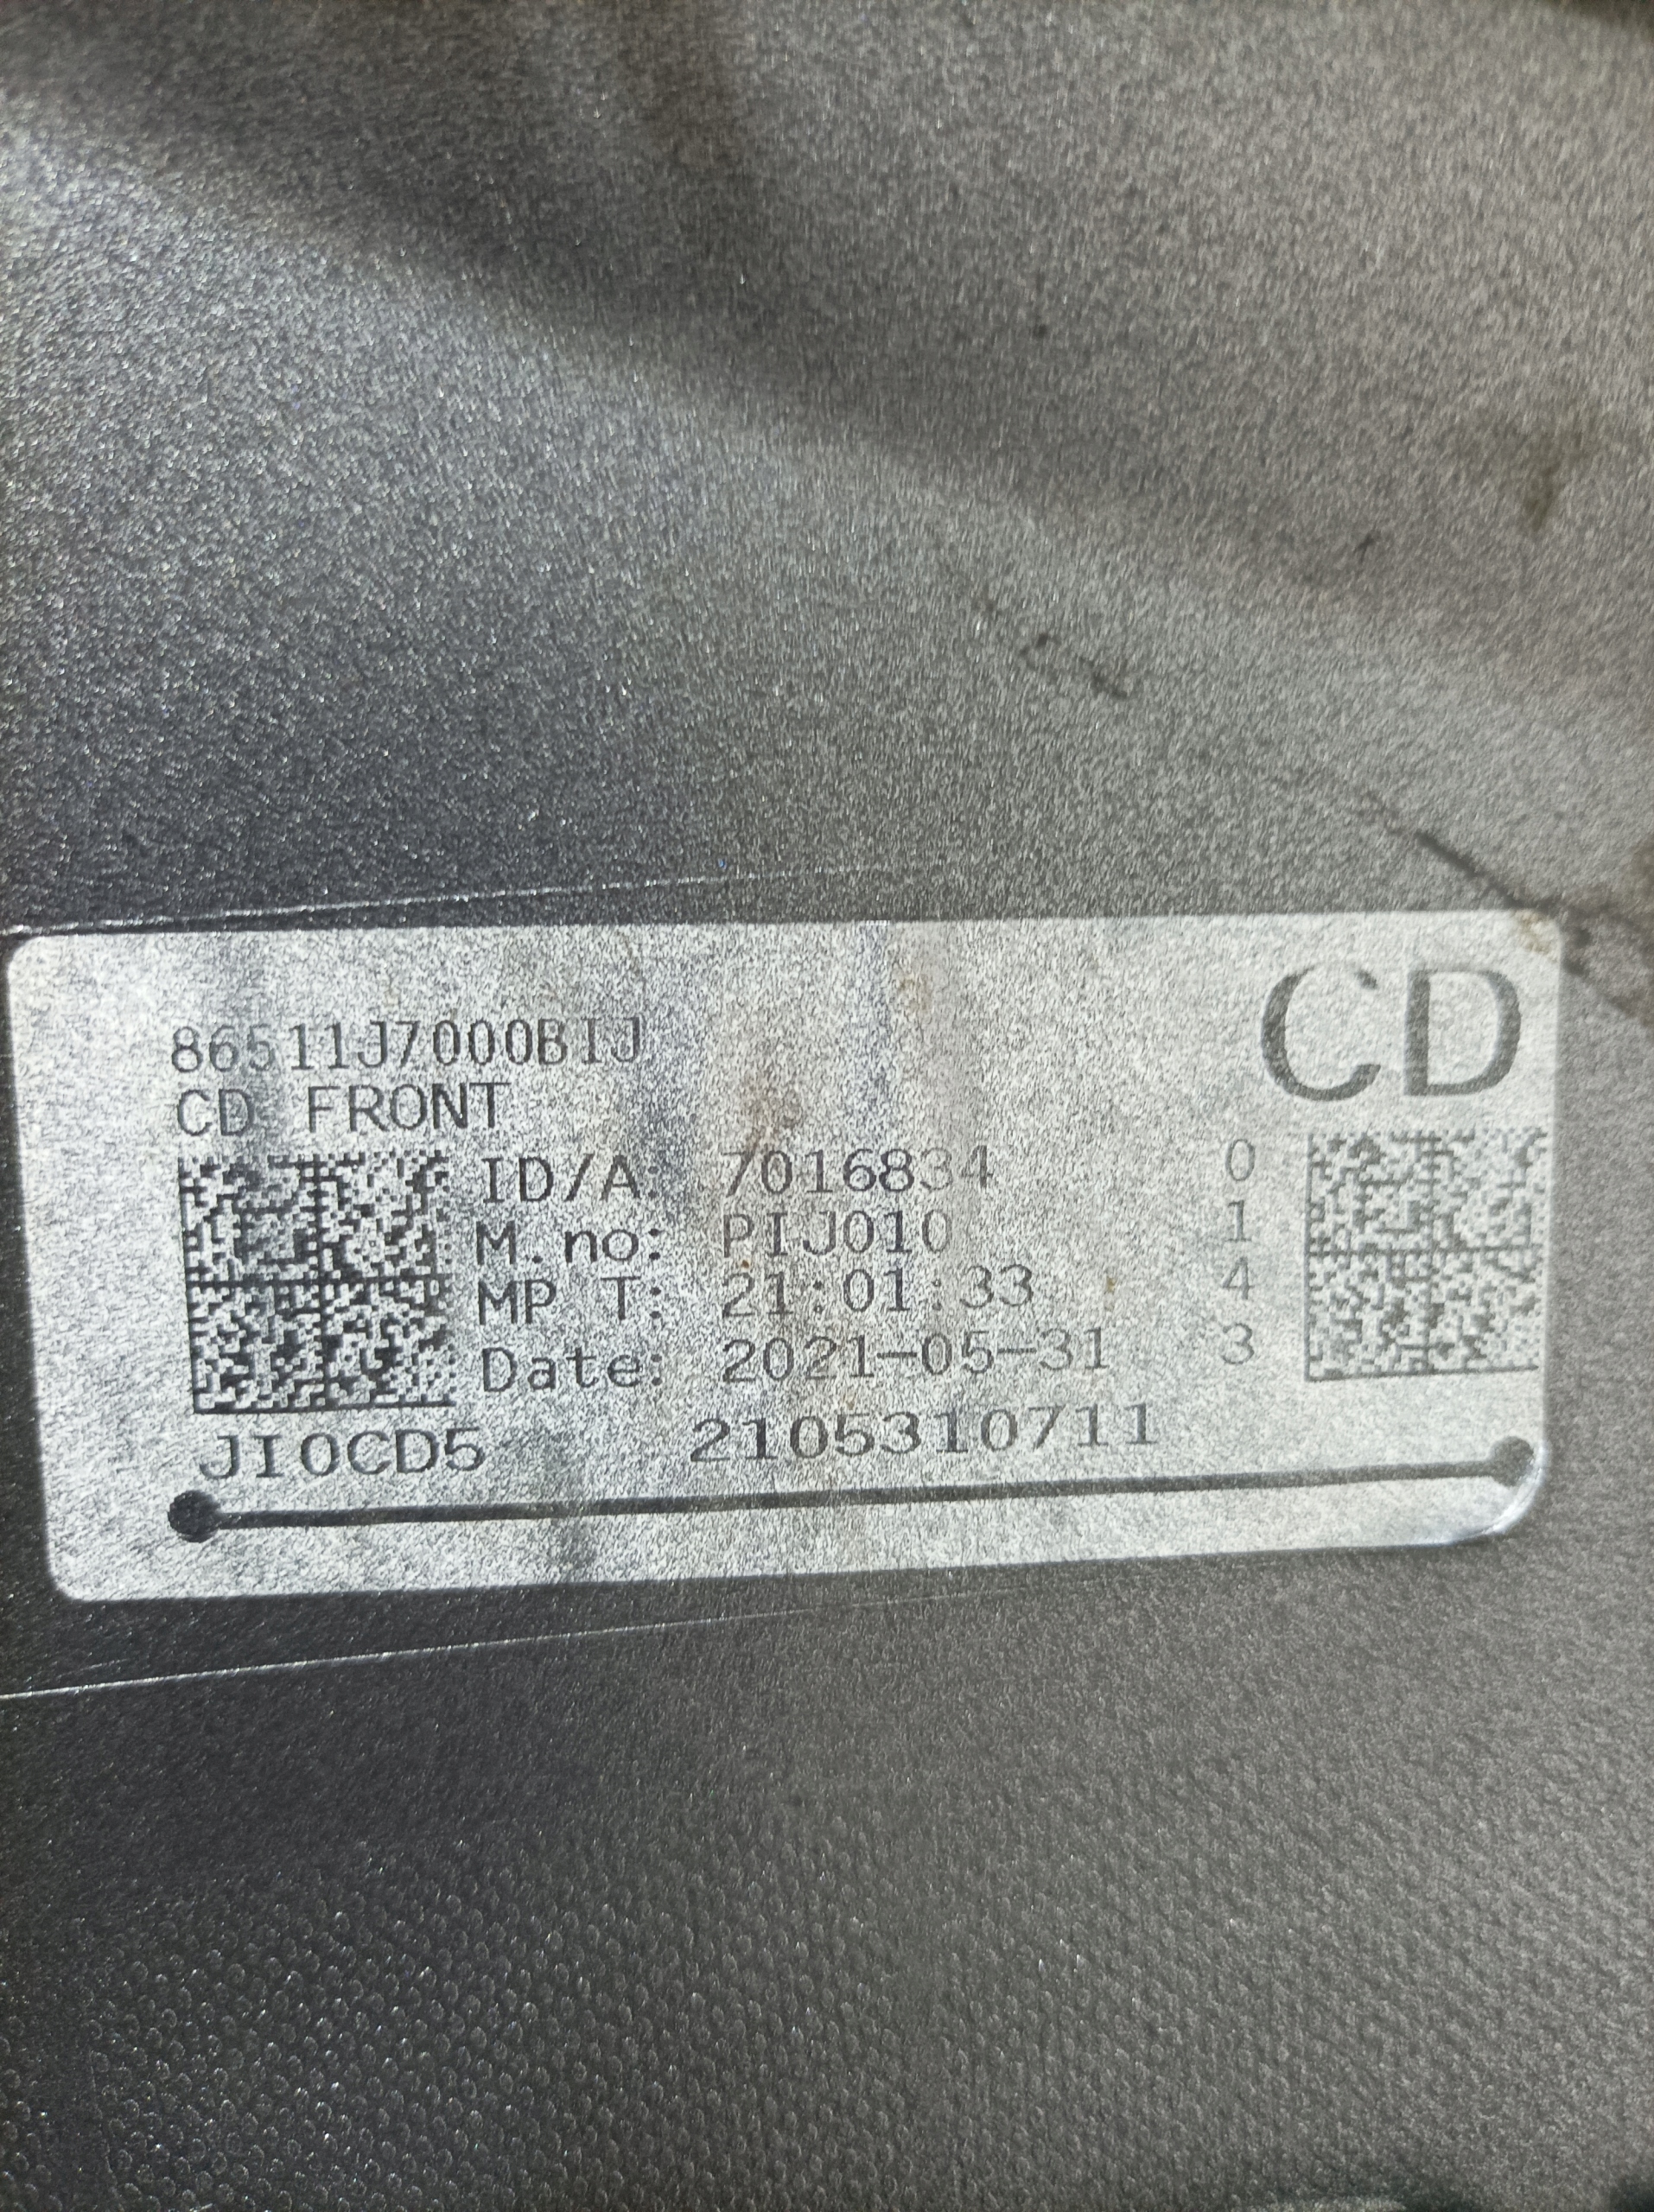 CD
86511J7000BIJ
CD FRONT
ID/A: 7016834 0
M.no: PIJ010 1
MP T: 21:01:33 4
Date: 2021-05-31 3
JI0CD5 2105310711